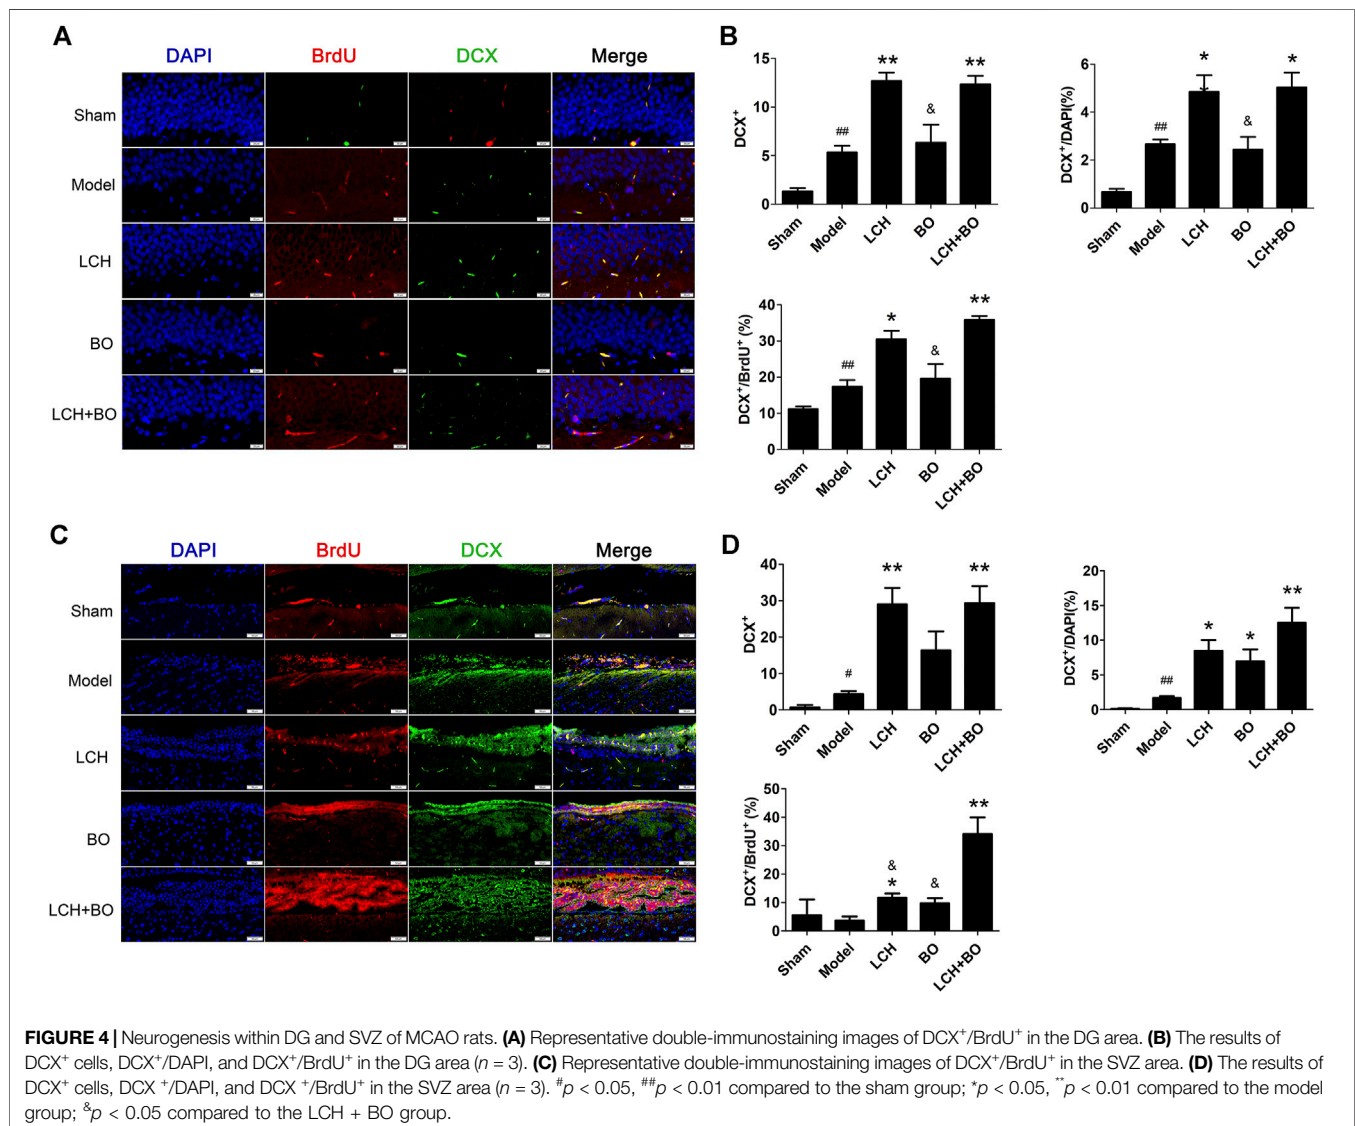 A
DAPI BrdU DCX Merge
Sham
Model
LCH
BO
LCH+BO
B
DCX⁺
15
10
5
0
## ** & **
Sham Model LCH BO LCH+BO
DCX⁺/DAPI(%)
6
4
2
0
## * & *
Sham Model LCH BO LCH+BO
DCX⁺/BrdU⁺ (%)
40
30
20
10
0
## * & **
Sham Model LCH BO LCH+BO
C
DAPI BrdU DCX Merge
Sham
Model
LCH
BO
LCH+BO
D
DCX⁺
40
30
20
10
0
# ** **
Sham Model LCH BO LCH+BO
DCX⁺/DAPI(%)
20
15
10
5
0
## * * **
Sham Model LCH BO LCH+BO
DCX⁺/BrdU⁺ (%)
50
40
30
20
10
0
&
* & **
Sham Model LCH BO LCH+BO
FIGURE 4 | Neurogenesis within DG and SVZ of MCAO rats. (A) Representative double-immunostaining images of DCX⁺/BrdU⁺ in the DG area. (B) The results of
DCX⁺ cells, DCX⁺/DAPI, and DCX⁺/BrdU⁺ in the DG area (n = 3). (C) Representative double-immunostaining images of DCX⁺/BrdU⁺ in the SVZ area. (D) The results of
DCX⁺ cells, DCX ⁺/DAPI, and DCX ⁺/BrdU⁺ in the SVZ area (n = 3). #p < 0.05, ##p < 0.01 compared to the sham group; *p < 0.05, **p < 0.01 compared to the model
group; &p < 0.05 compared to the LCH + BO group.